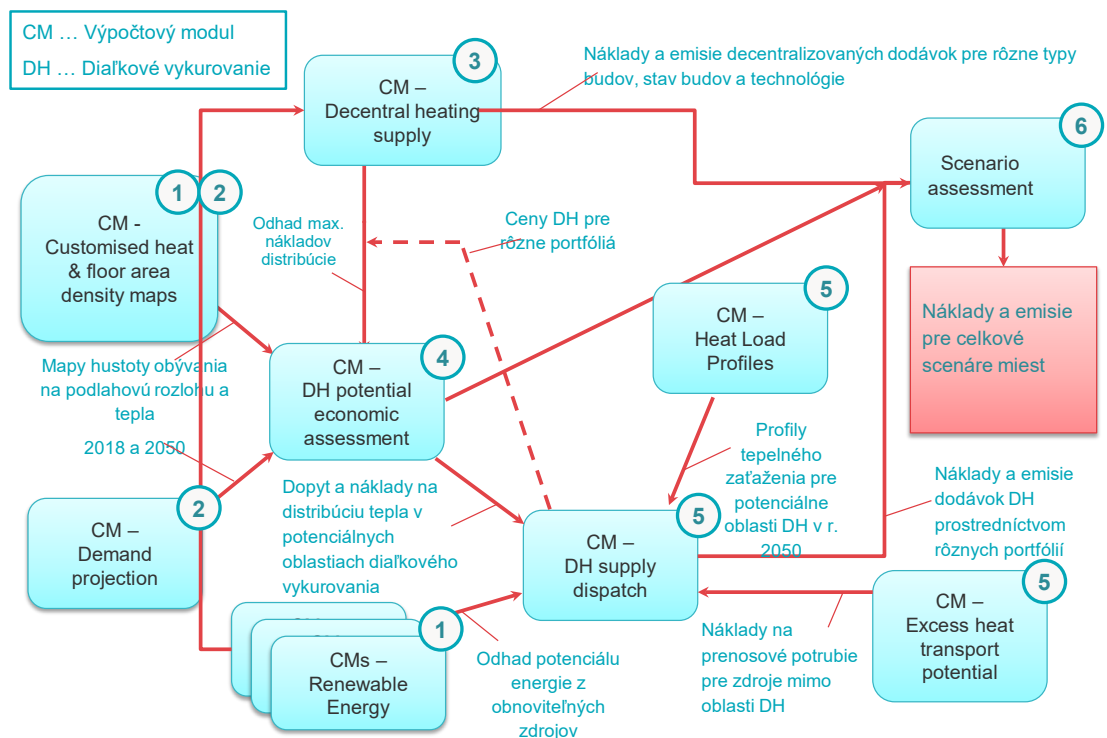 CM … Výpočtový modul
DH … Diaľkové vykurovanie
3
CM –
Decentral heating
supply
Náklady a emisie decentralizovaných dodávok pre rôzne typy
budov, stav budov a technológie
6
Scenario
assessment
1
2
CM -
Customised heat
& floor area
density maps
Odhad max.
nákladov
distribúcie
Ceny DH pre
rôzne portfóliá
5
CM –
Heat Load
Profiles
Náklady a emisie
pre celkové
scenáre miest
Mapy hustoty obývania
na podlahovú rozlohu a
tepla
2018 a 2050
4
CM –
DH potential
economic
assessment
Profily
tepelného
zaťaženia pre
potenciálne
oblasti DH v r.
2050
Náklady a emisie
dodávok DH
prostredníctvom
rôznych portfólií
2
CM –
Demand
projection
Dopyt a náklady na
distribúciu tepla v
potenciálnych
oblastiach diaľkového
vykurovania
5
CM –
DH supply
dispatch
5
CM –
Excess heat
transport
potential
1
CMs –
Renewable
Energy
Odhad potenciálu
energie z
obnoviteľných
zdrojov
Náklady na
prenosové potrubie
pre zdroje mimo
oblasti DH